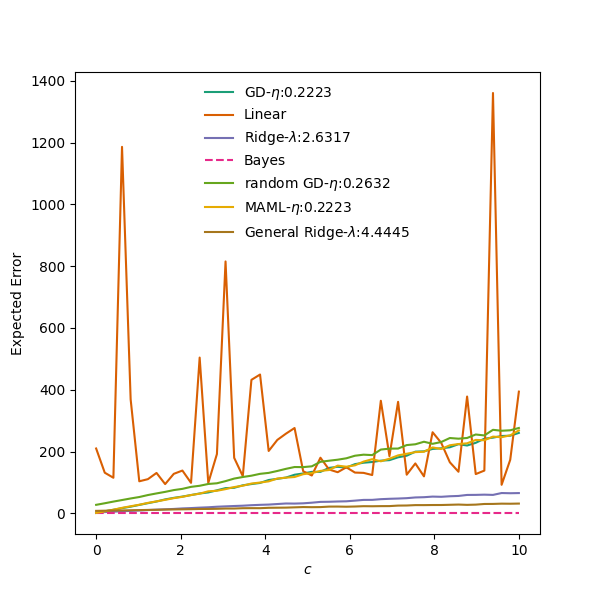 1400
1200
1000
800
600
400
200
0
Expected Error
GD-η:0.2223
Linear
Ridge-λ:2.6317
Bayes
random GD-η:0.2632
MAML-η:0.2223
General Ridge-λ:4.4445
0 2 4 6 8 10
c